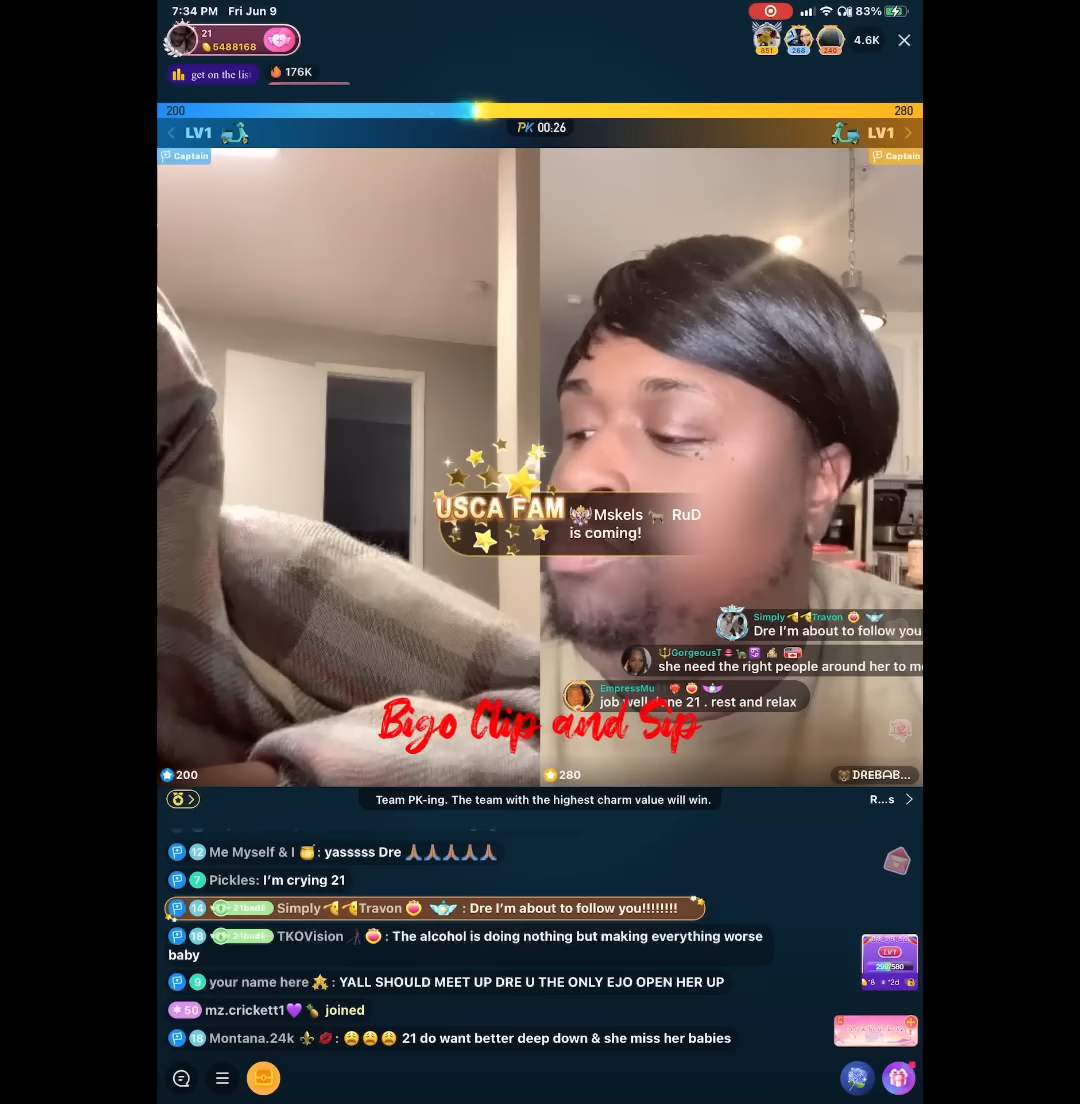 7:34 PM Fri Jun 9
83%
21
5488168
851
268
240
4.6K
get on the lis
176K
200
280
LV1
PK 00:26
LV1
Captain
Captain
USCA FAM
Mskels RuD
is coming!
Simply Travon
Dre I'm about to follow you
GorgeousT
she need the right people around her to m
EmpressMu
job well done 21 . rest and relax
Bigo Clip and Sip
200
280
DREBAB...
Team PK-ing. The team with the highest charm value will win.
R...s
12 Me Myself & I : yasssss Dre
7 Pickles: I'm crying 21
14 21badE Simply Travon : Dre I'm about to follow you!!!!!!!!
18 21badE TKOVision : The alcohol is doing nothing but making everything worse
baby
9 your name here : YALL SHOULD MEET UP DRE U THE ONLY EJO OPEN HER UP
50 mz.crickett1 joined
18 Montana.24k : 21 do want better deep down & she miss her babies
LV1
290/580